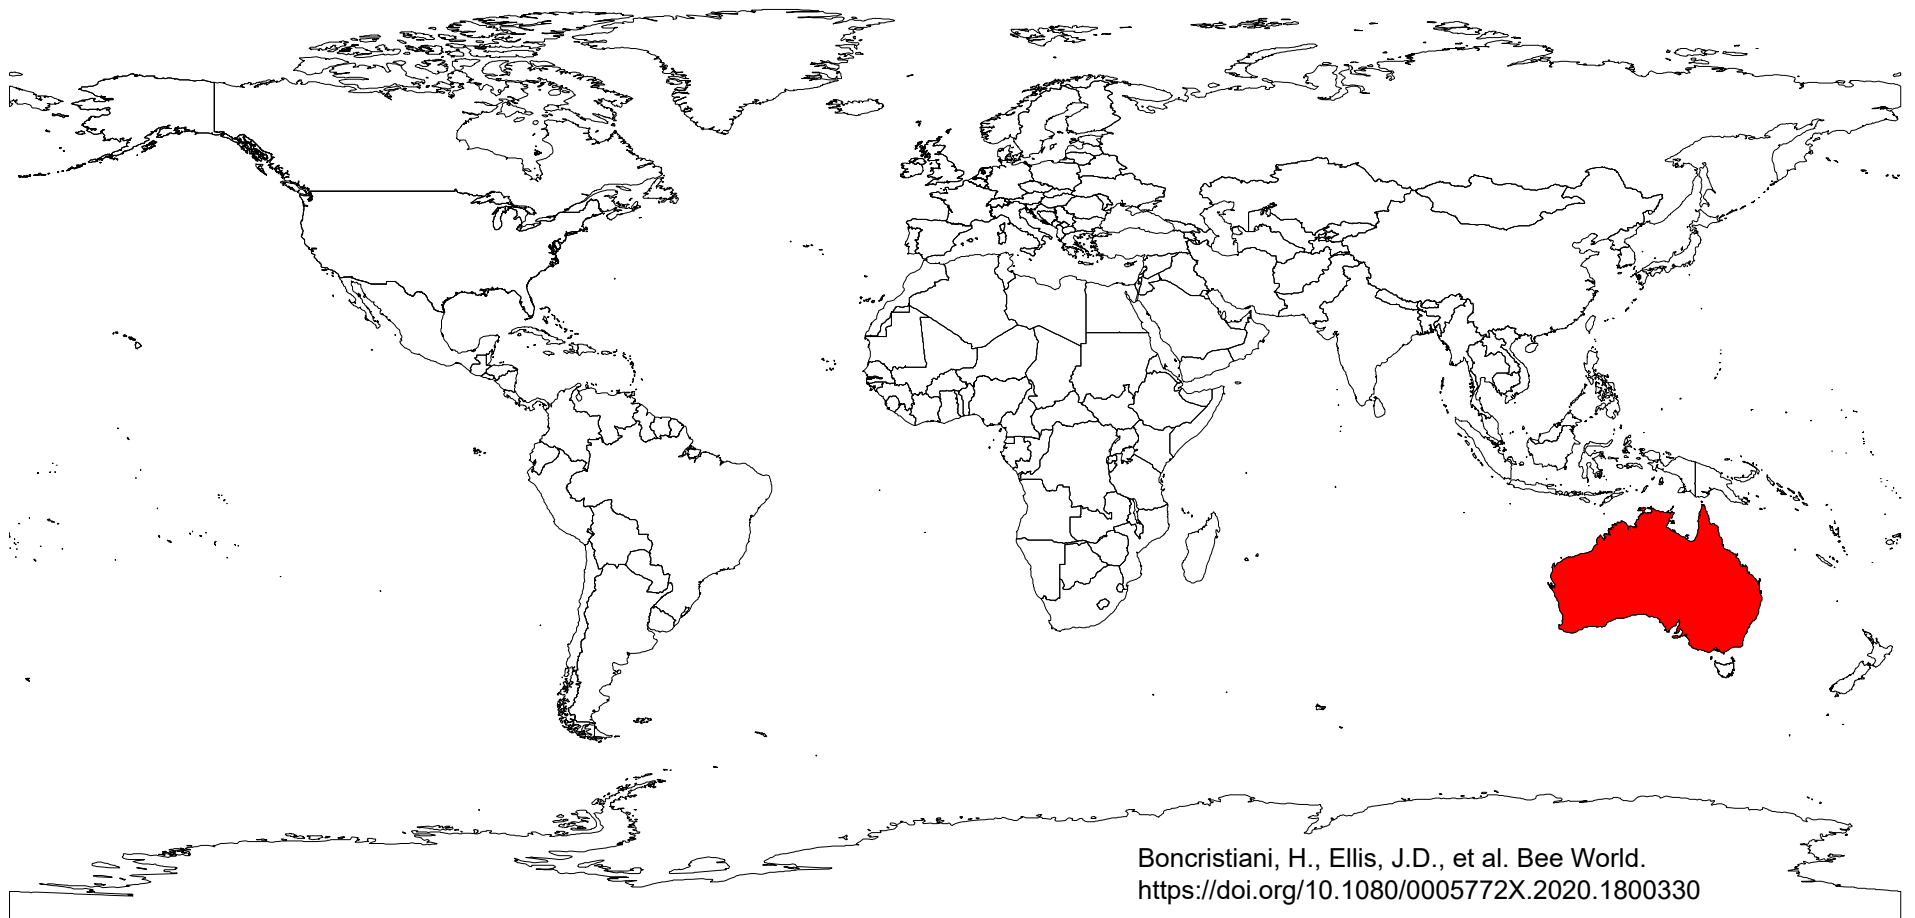 Boncristiani, H., Ellis, J.D., et al. Bee World.
https://doi.org/10.1080/0005772X.2020.1800330